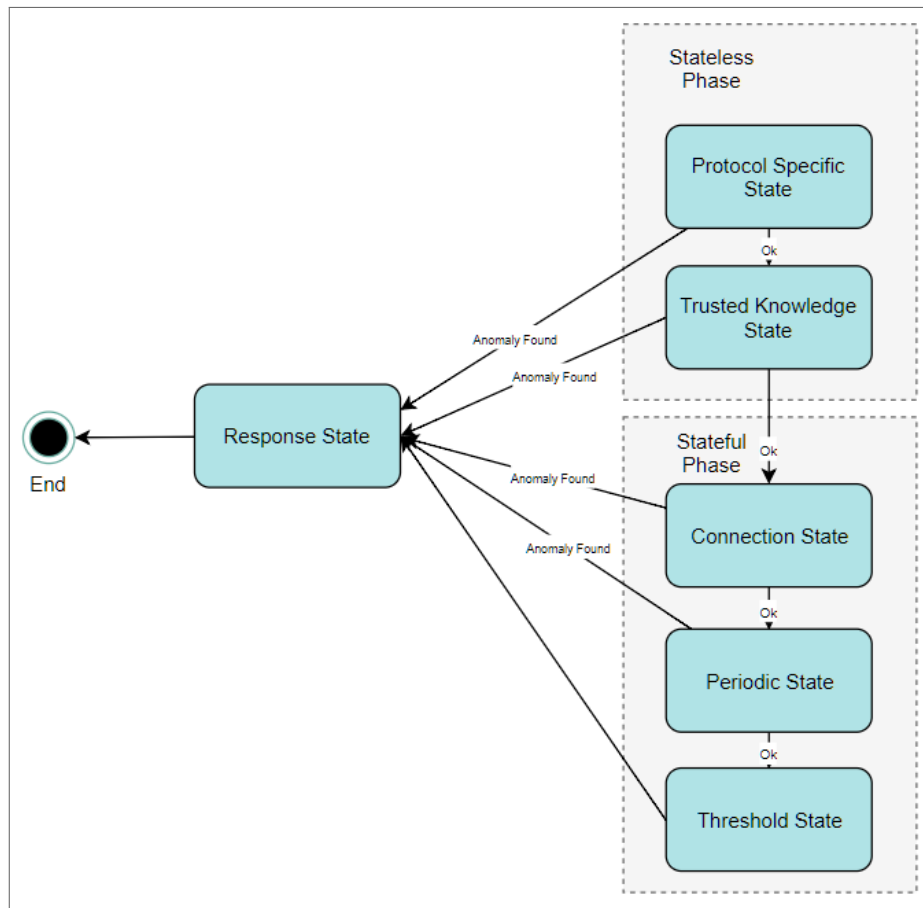 Stateless
Phase
Protocol Specific
State
Ok
Trusted Knowledge
State
Anomaly Found
Anomaly Found
Response State
End
Stateful
Phase
Ok
Anomaly Found
Connection State
Anomaly Found
Ok
Periodic State
Ok
Threshold State